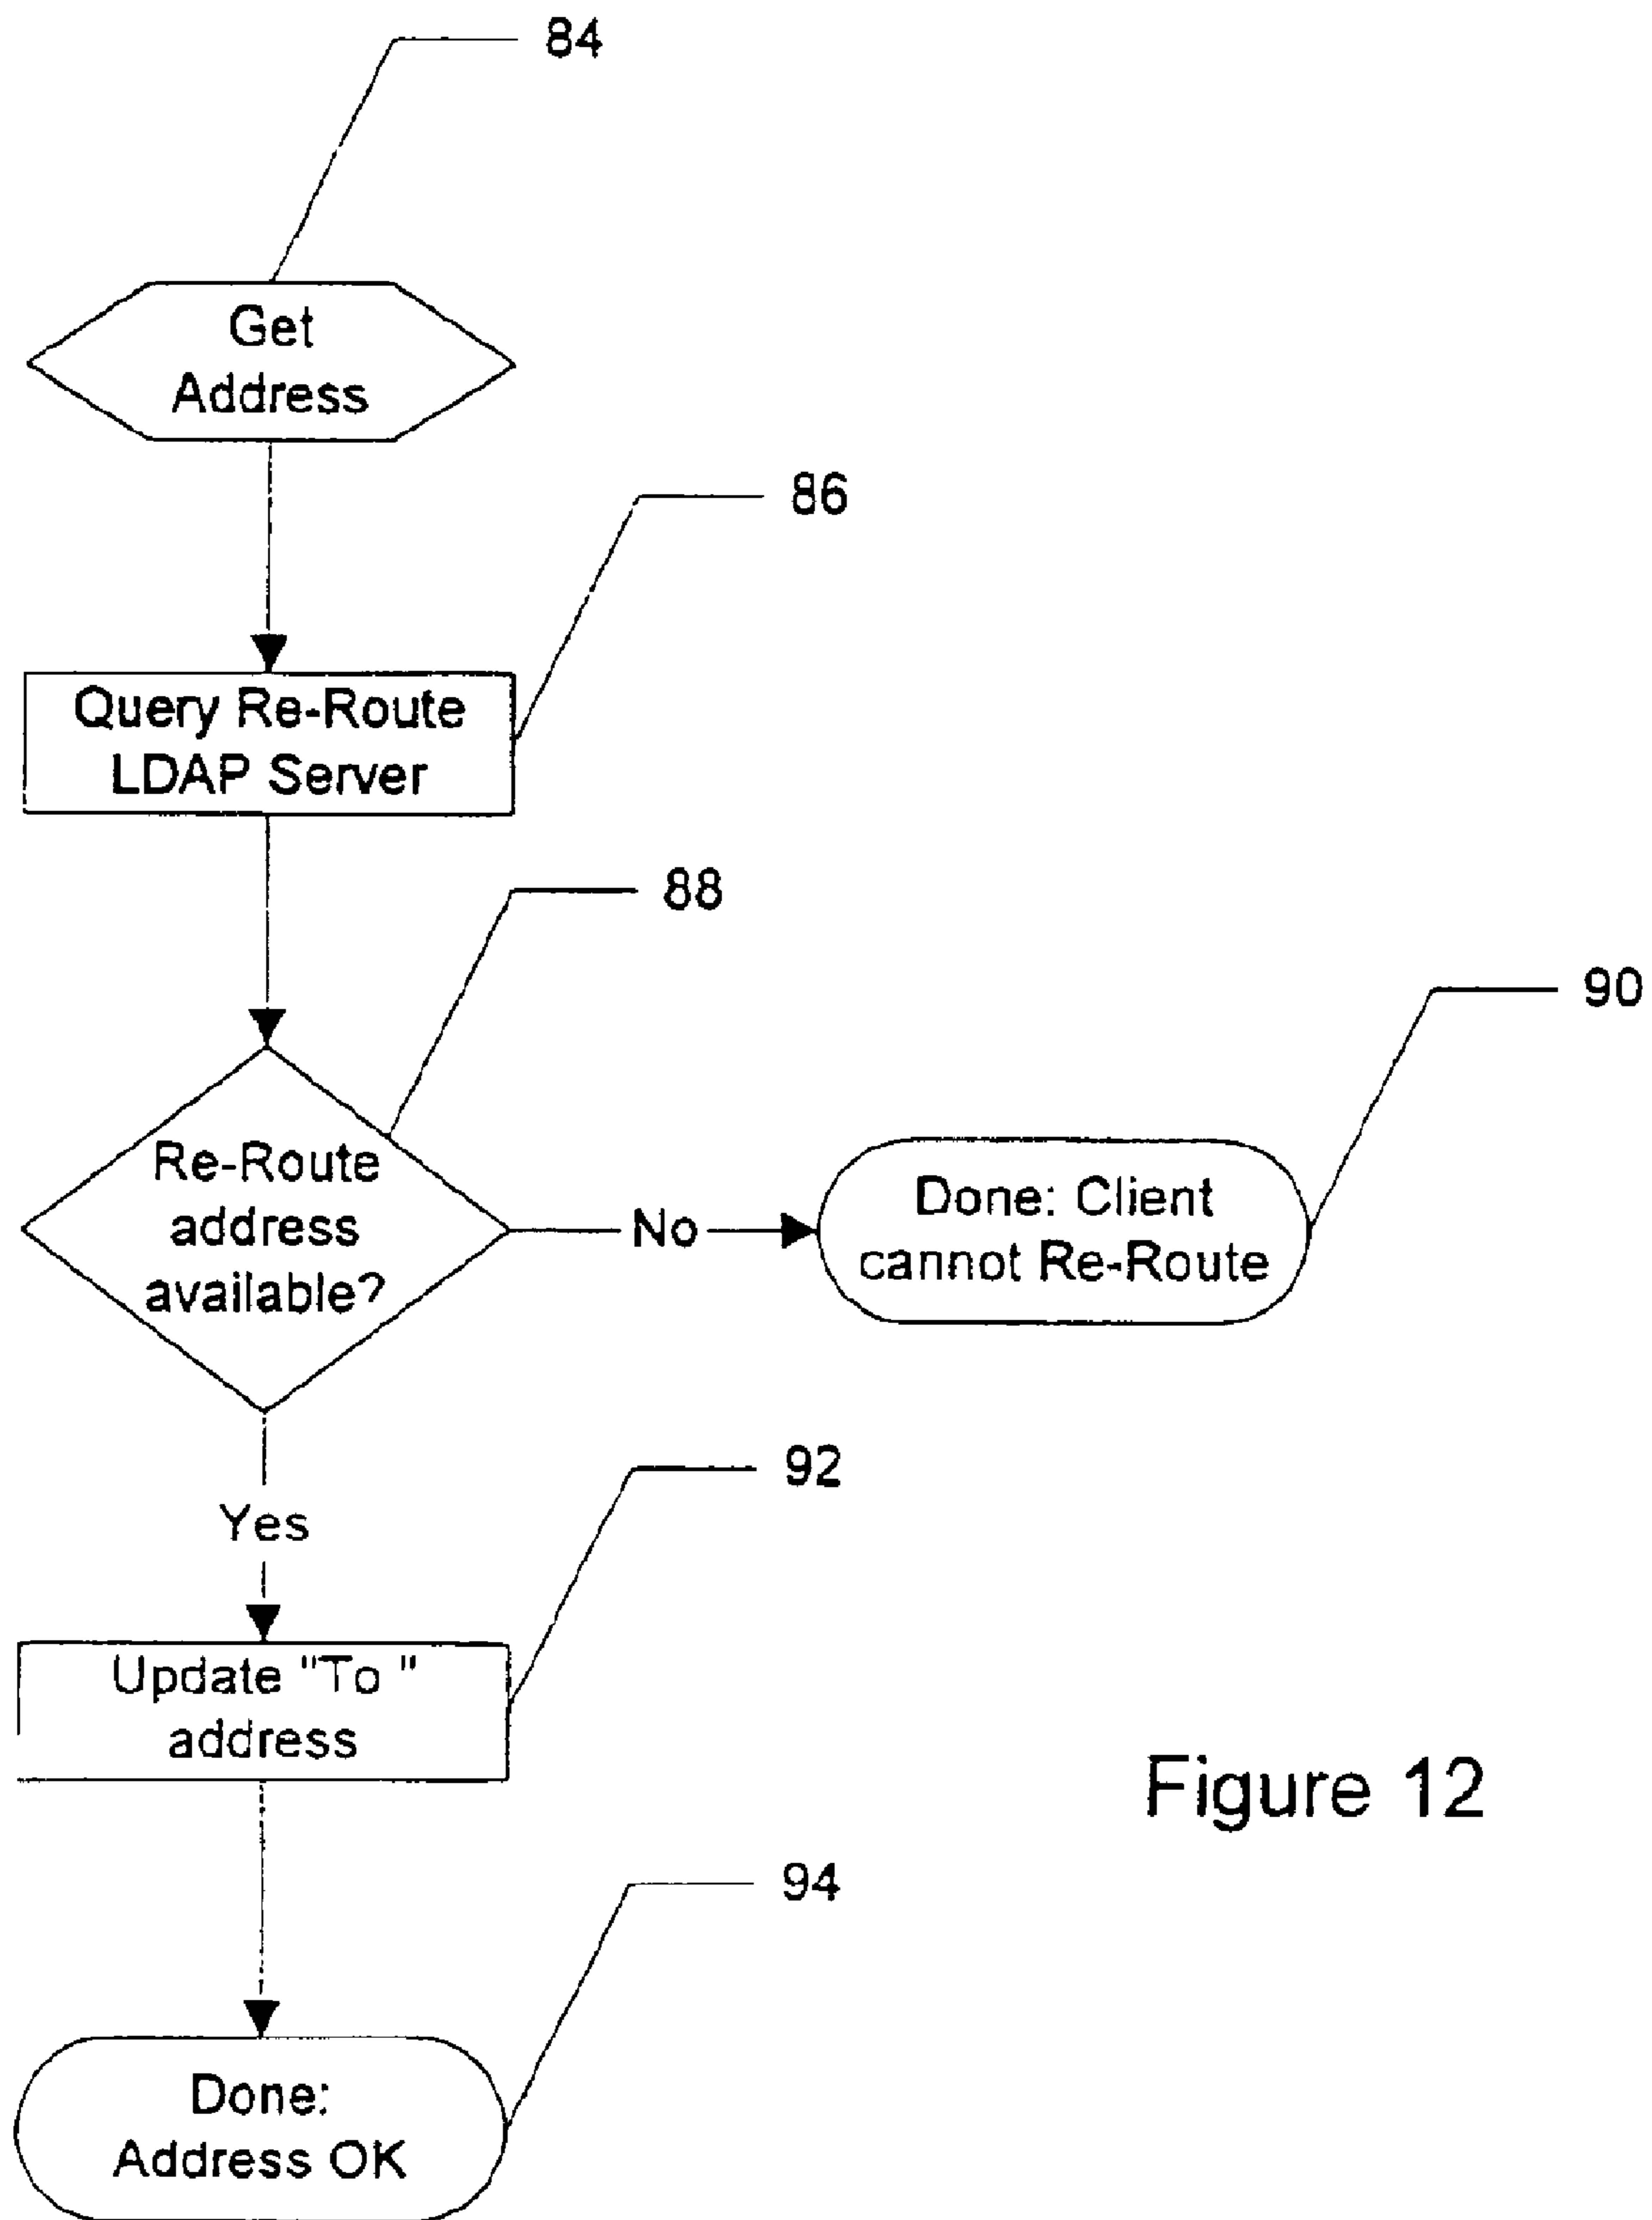 84
Get
Address
86
Query Re-Route
LDAP Server
88
90
Re-Route
address
available?
No
Done: Client
cannot Re-Route
Yes
92
Update "To "
address
Figure 12
94
Done:
Address OK